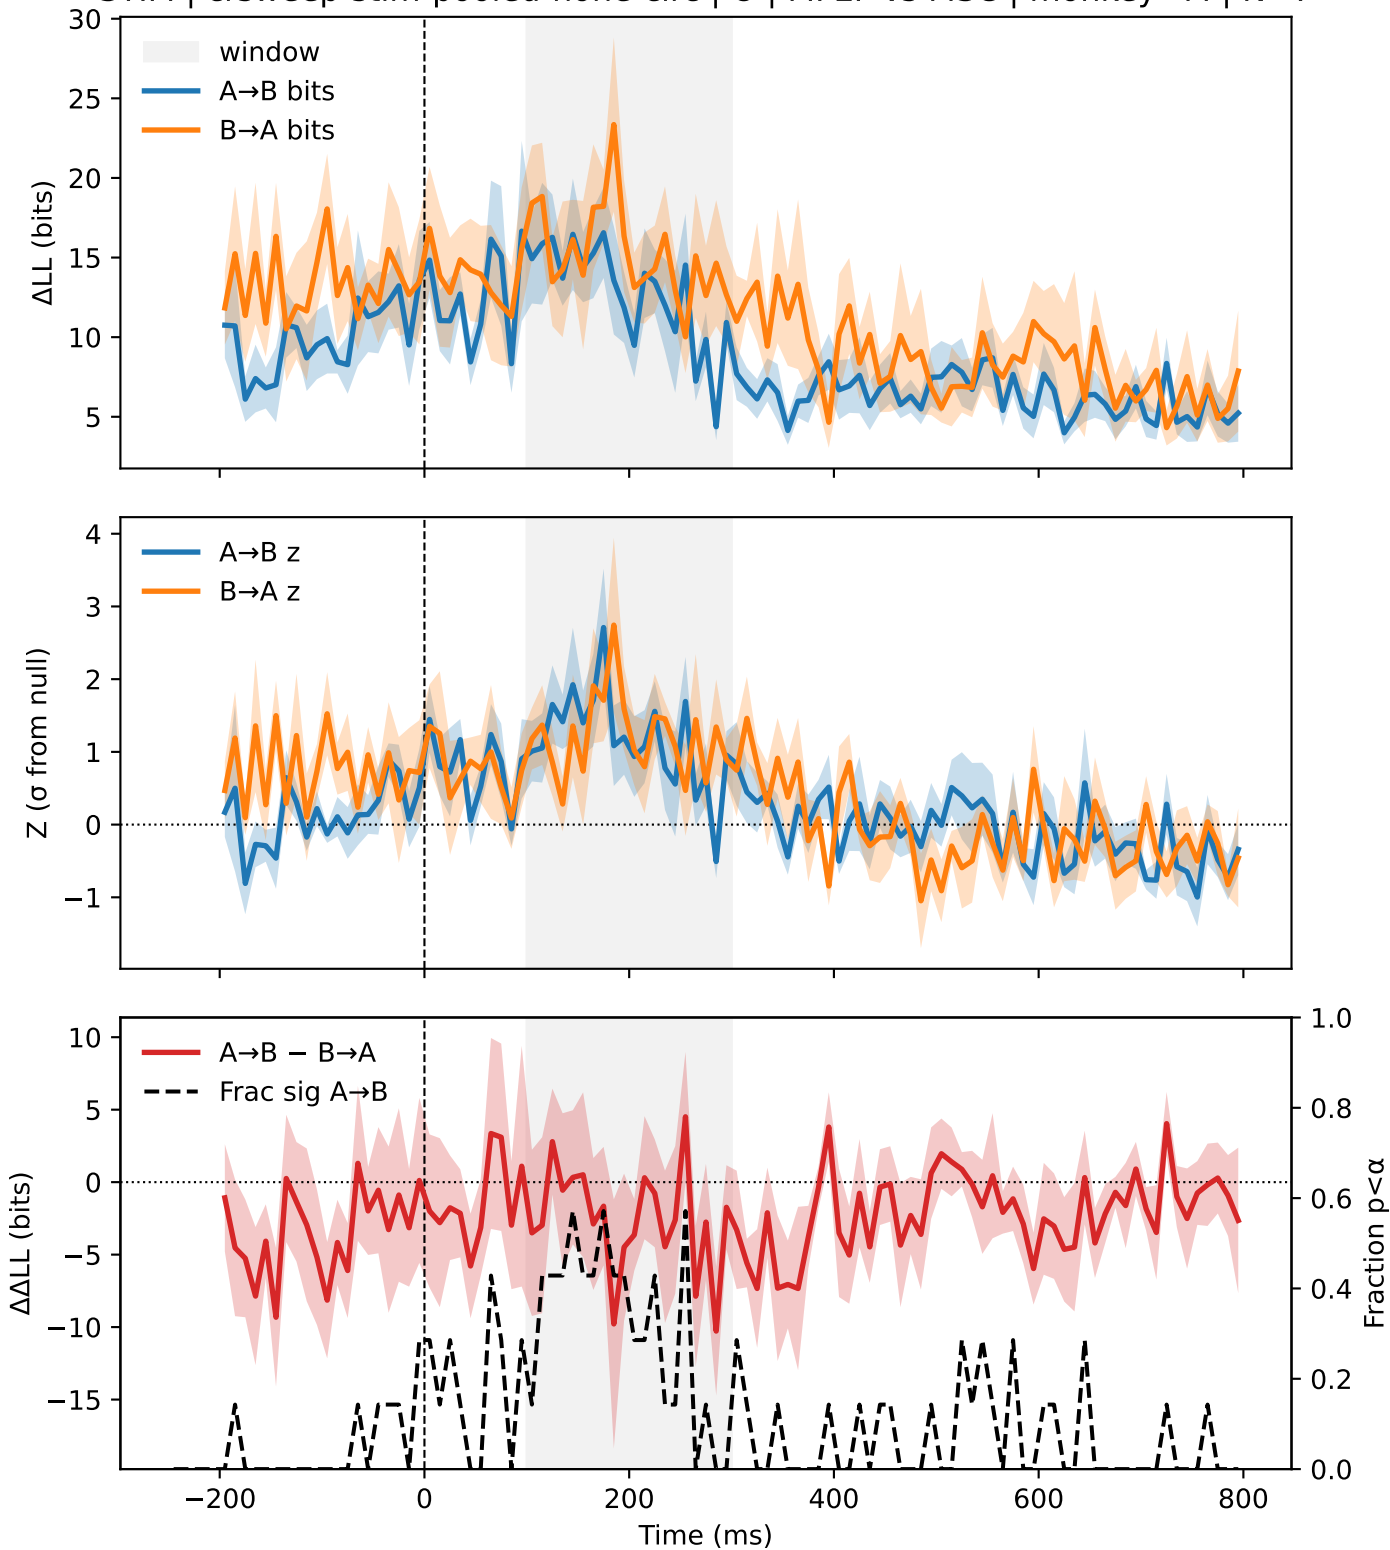 30
25
20
15
10
5
ΔLL (bits)
window
A→B bits
B→A bits
4
3
2
1
0
−1
Z (σ from null)
A→B z
B→A z
10
5
0
−5
−10
−15
ΔΔLL (bits)
A→B − B→A
Frac sig A→B
1.0
0.8
0.6
0.4
0.2
0.0
Fraction p<α
−200 0 200 400 600 800
Time (ms)